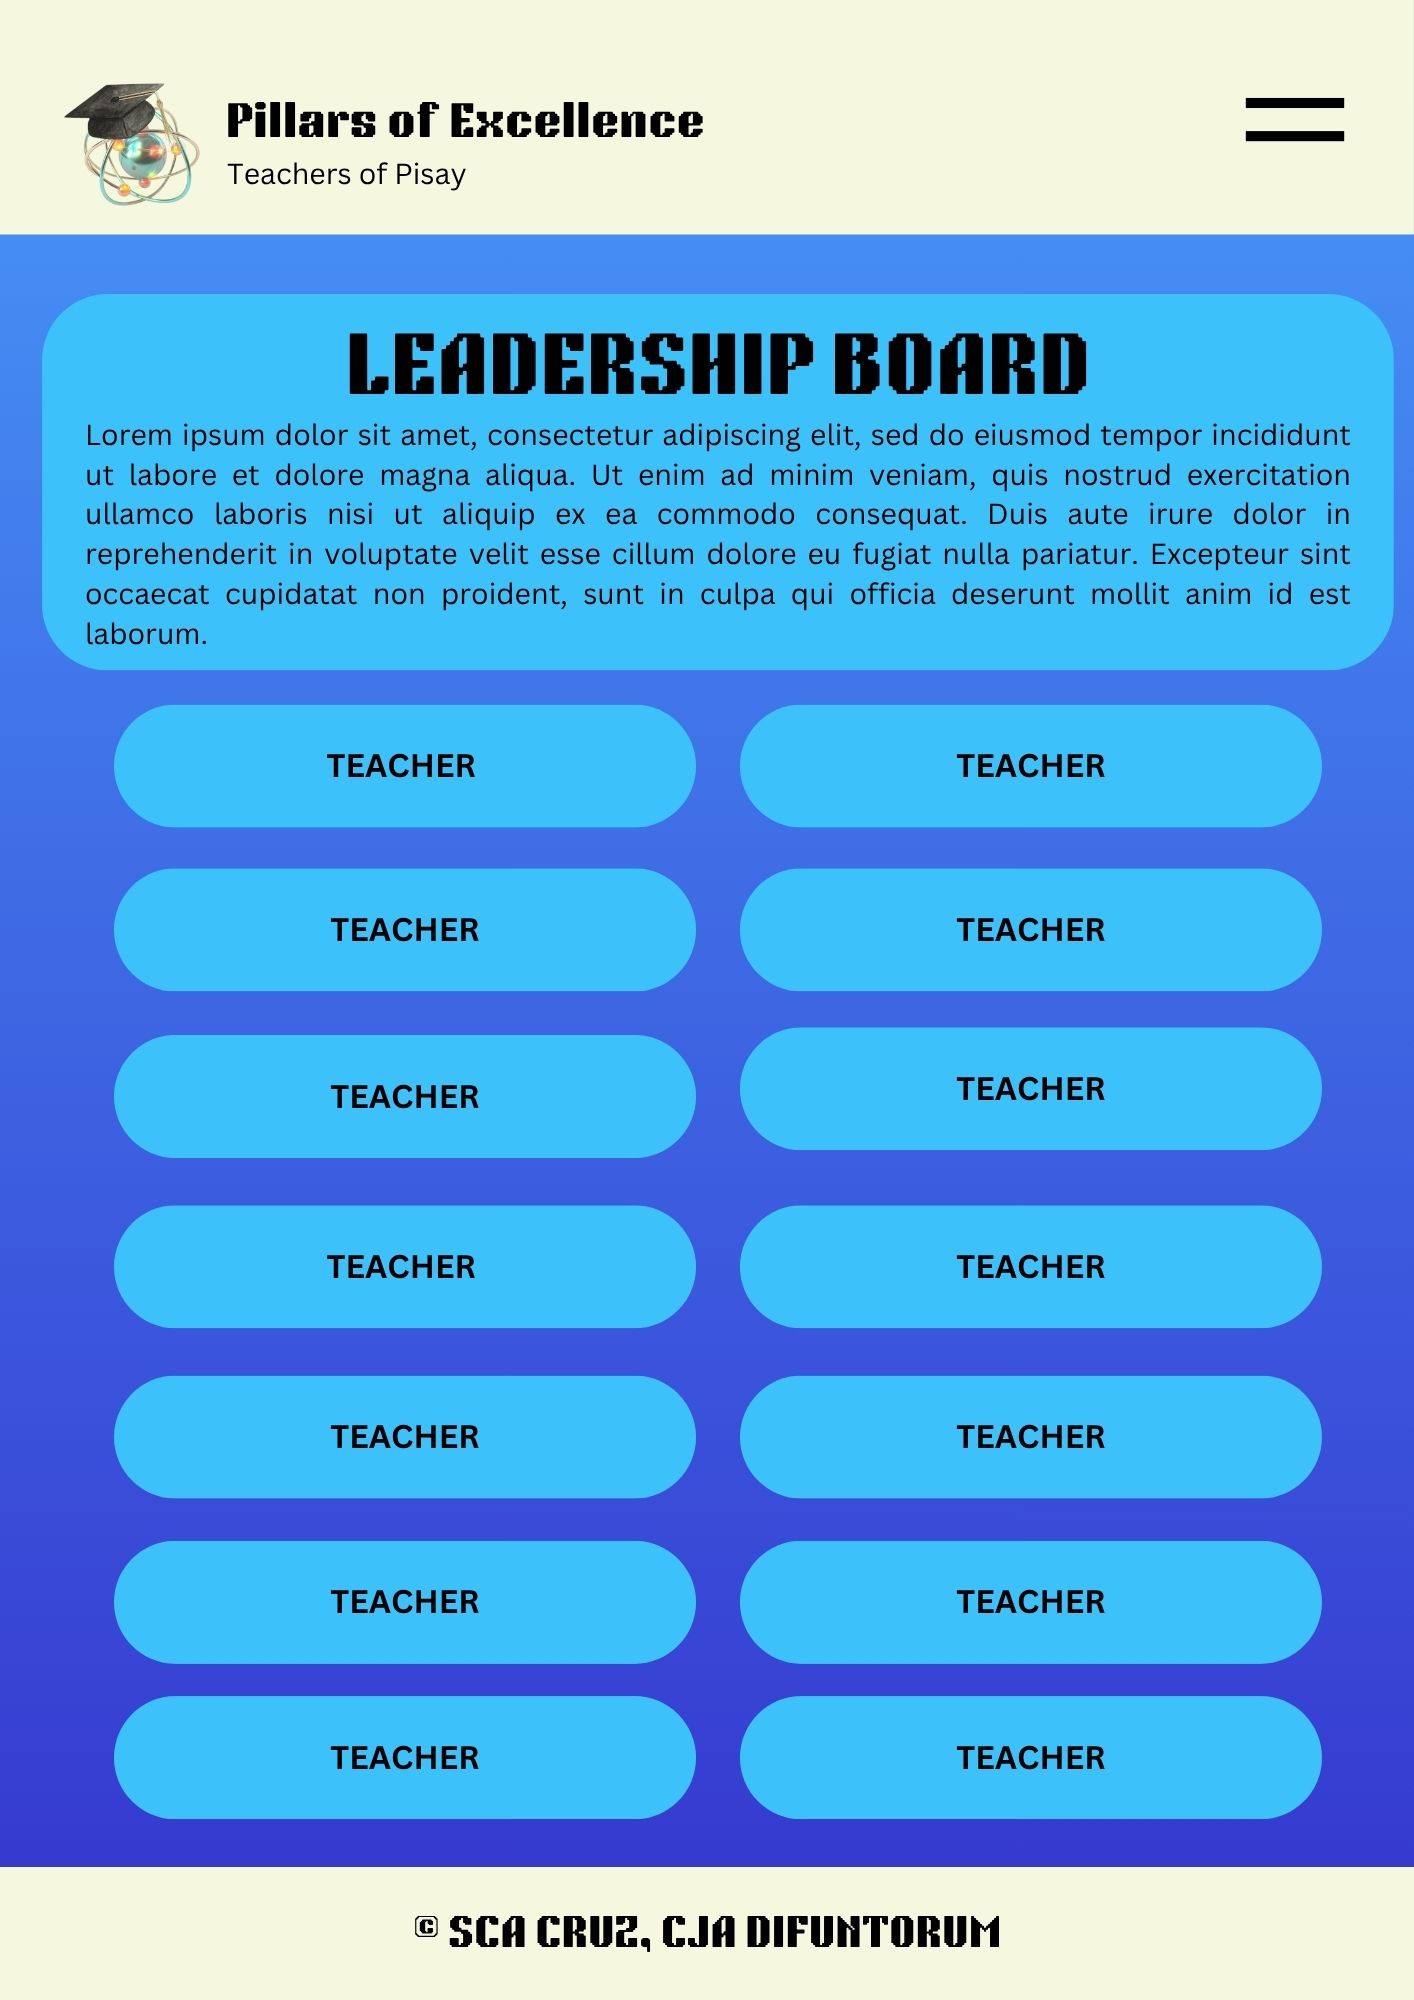 Pillars of Excellence
Teachers of Pisay
LEADERSHIP BOARD
Lorem ipsum dolor sit amet, consectetur adipiscing elit, sed do eiusmod tempor incididunt
ut labore et dolore magna aliqua. Ut enim ad minim veniam, quis nostrud exercitation
ullamco laboris nisi ut aliquip ex ea commodo consequat. Duis aute irure dolor in
reprehenderit in voluptate velit esse cillum dolore eu fugiat nulla pariatur. Excepteur sint
occaecat cupidatat non proident, sunt in culpa qui officia deserunt mollit anim id est
laborum.
TEACHER
TEACHER
TEACHER
TEACHER
TEACHER
TEACHER
TEACHER
TEACHER
TEACHER
TEACHER
TEACHER
TEACHER
TEACHER
TEACHER
© SCA CRUZ, CJA DIFUNTORUM